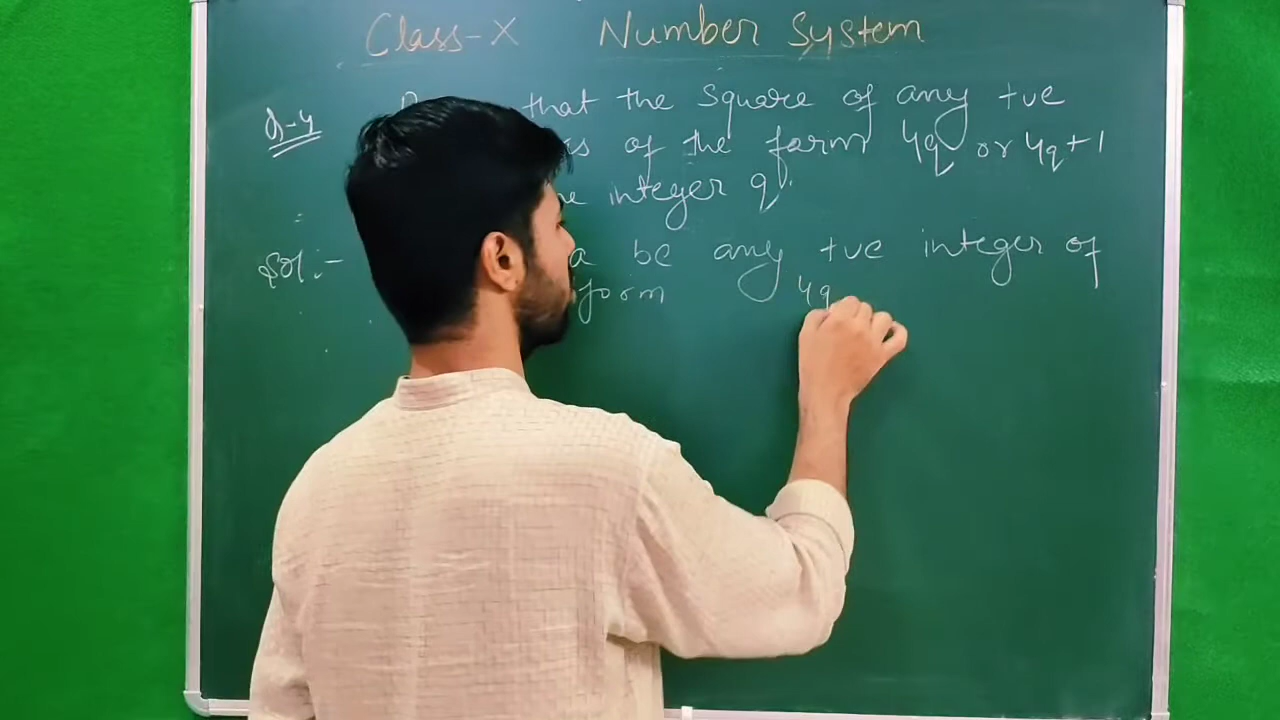 Class-X Number System
Q-4 that the square of any +ve
is of the form 4q or 4q+1
integer q.
Sol:- a be any +ve integer of
form 4q